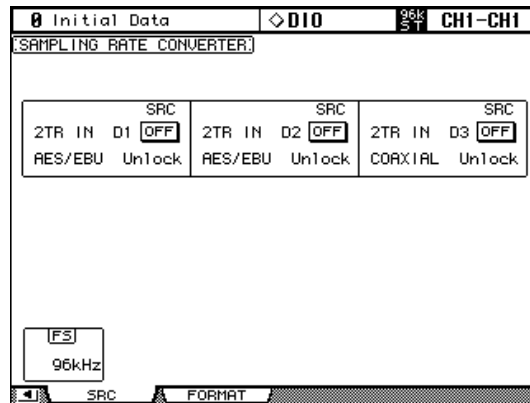 0 Initial Data ◇DIO 96k ST CH1-CH1
SAMPLING RATE CONVERTER
SRC SRC SRC
2TR IN D1 OFF 2TR IN D2 OFF 2TR IN D3 OFF
AES/EBU Unlock AES/EBU Unlock COAXIAL Unlock
FS
96kHz
SRC FORMAT